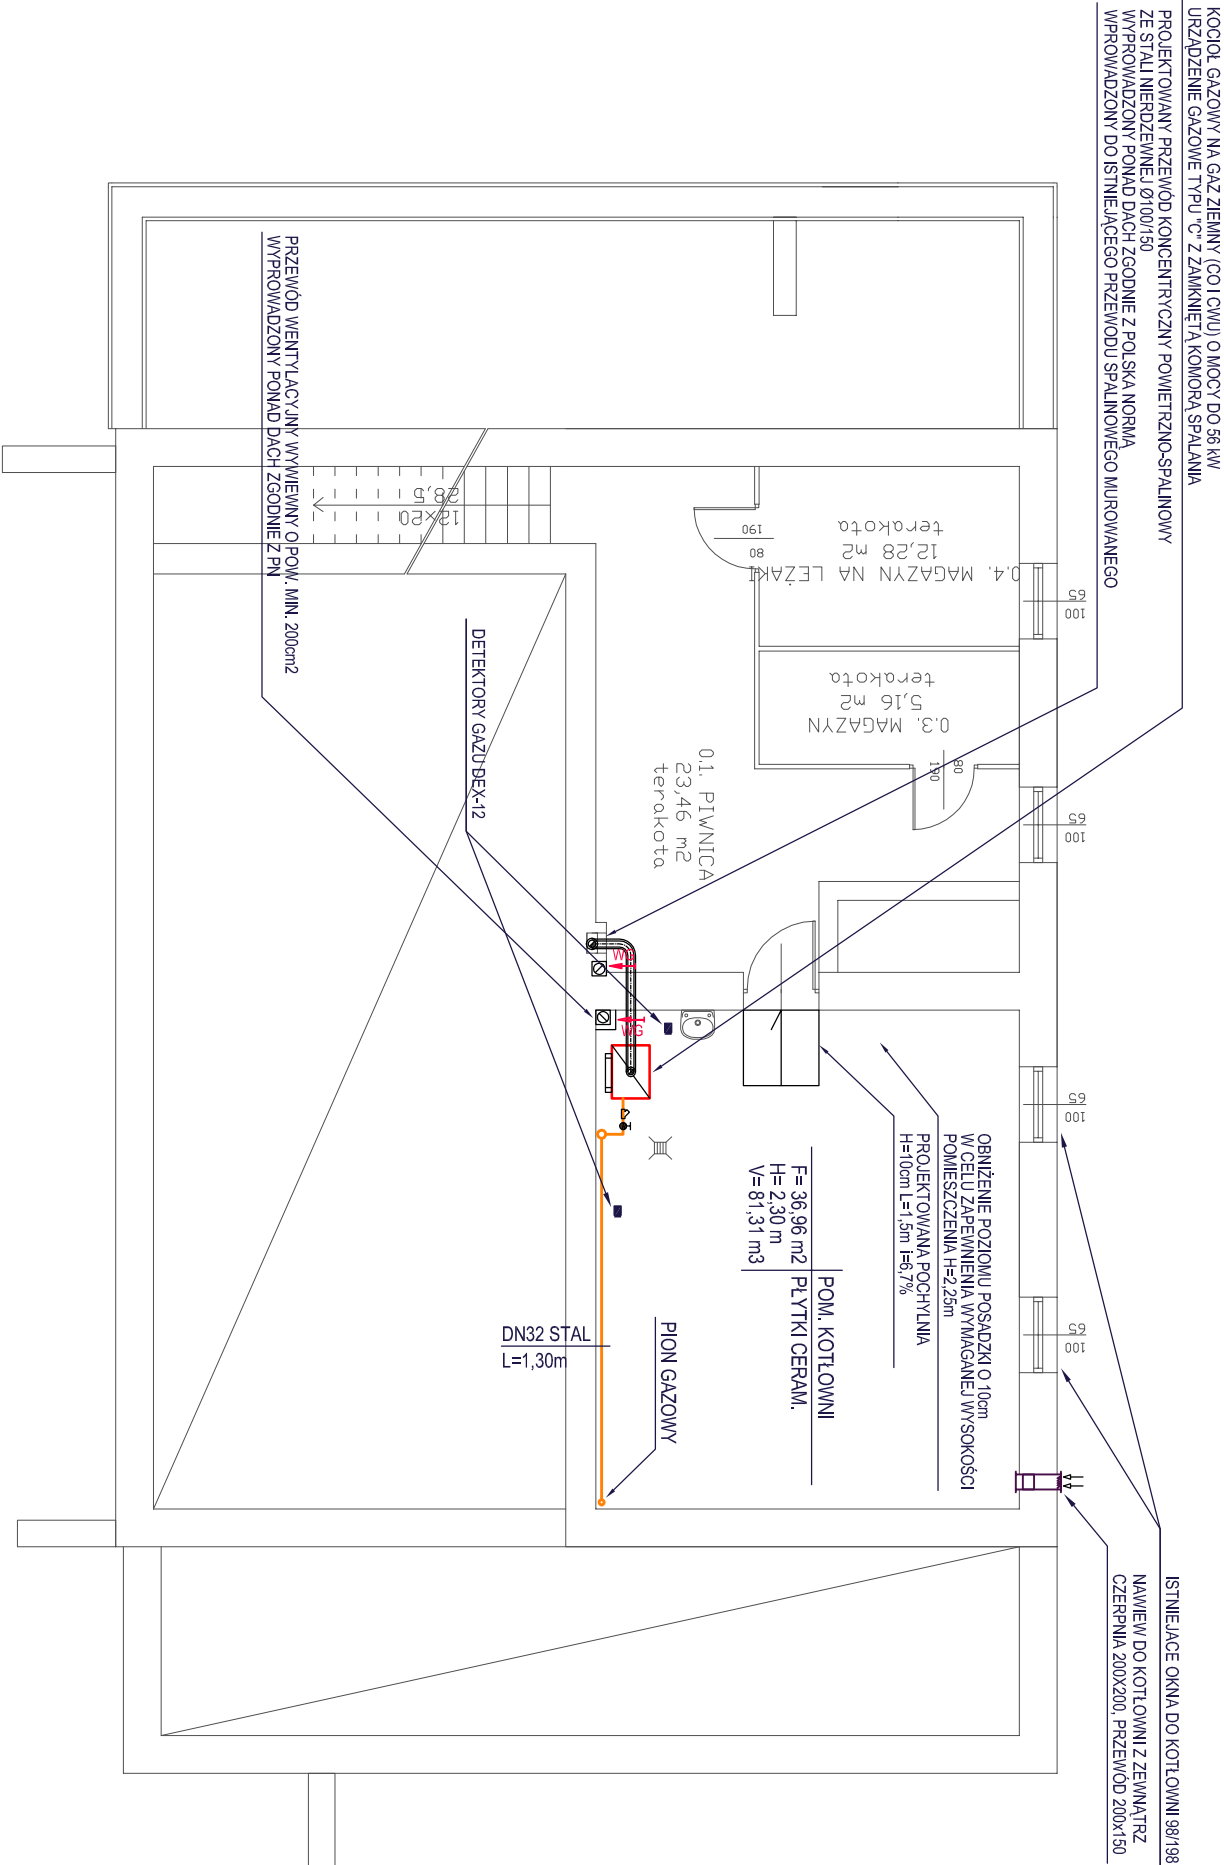 KOCIOŁ GAZOWY NA GAZ ZIEMNY (CO I CWU) O MOCY DO 56 kW
URZĄDZENIE GAZOWE TYPU "C" Z ZAMKNIĘTĄ KOMORĄ SPALANIA
PROJEKTOWANY PRZEWÓD KONCENTRYCZNY POWIETRZNO-SPALINOWY
ZE STALI NIERDZEWNEJ Ø100/150
WYPROWADZONY PONAD DACH ZGODNIE Z POLSKA NORMĄ
WPROWADZONY DO ISTNIEJĄCEGO PRZEWODU SPALINOWEGO MUROWANEGO
PRZEWÓD WENTYLACYJNY WYWIEWNY O POW. MIN. 200cm2
WYPROWADZONY PONAD DACH ZGODNIE Z PN
DETEKTORY GAZU DEX-12
12x20
28,5
0.4. MAGAZYN NA LEŻAKI
12,28 m2
terakota
80
190
0.3. MAGAZYN
5,16 m2
terakota
80
190
0.1. PIWNICA
23,46 m2
terakota
65
100
65
100
65
100
65
100
WG
WG
OBNIŻENIE POZIOMU POSADZKI O 10cm
W CELU ZAPEWNIENIA WYMAGANEJ WYSOKOŚCI
POMIESZCZENIA H=2,25m
PROJEKTOWANA POCHYLNIA
H=10cm L=1,5m i=6,7%
POM. KOTŁOWNI
PŁYTKI CERAM.
F= 36,96 m2
H= 2,30 m
V= 81,31 m3
PION GAZOWY
DN32 STAL
L=1,30m
ISTNIEJACE OKNA DO KOTŁOWNI 98/198
NAWIEW DO KOTŁOWNI Z ZEWNĄTRZ
CZERPNIA 200X200, PRZEWÓD 200x150